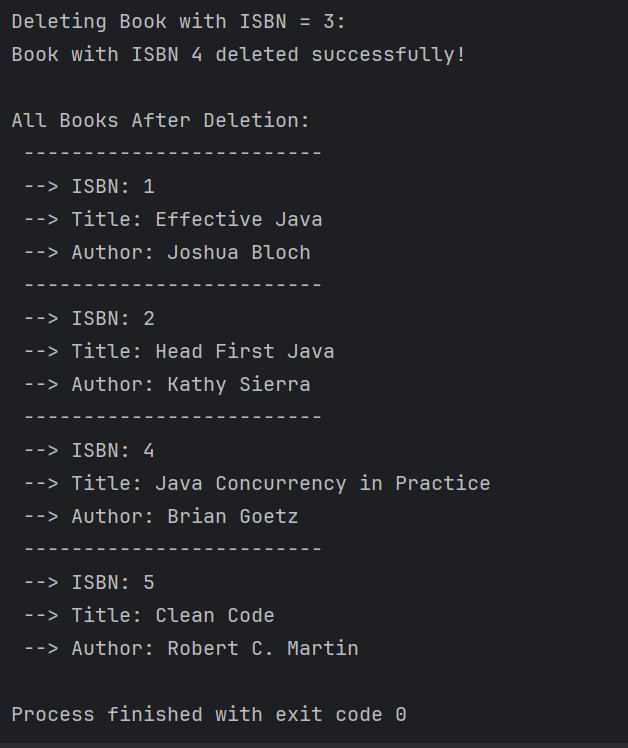 Deleting Book with ISBN = 3:
Book with ISBN 4 deleted successfully!

All Books After Deletion:
 -------------------------
 --> ISBN: 1
 --> Title: Effective Java
 --> Author: Joshua Bloch
 -------------------------
 --> ISBN: 2
 --> Title: Head First Java
 --> Author: Kathy Sierra
 -------------------------
 --> ISBN: 4
 --> Title: Java Concurrency in Practice
 --> Author: Brian Goetz
 -------------------------
 --> ISBN: 5
 --> Title: Clean Code
 --> Author: Robert C. Martin

Process finished with exit code 0